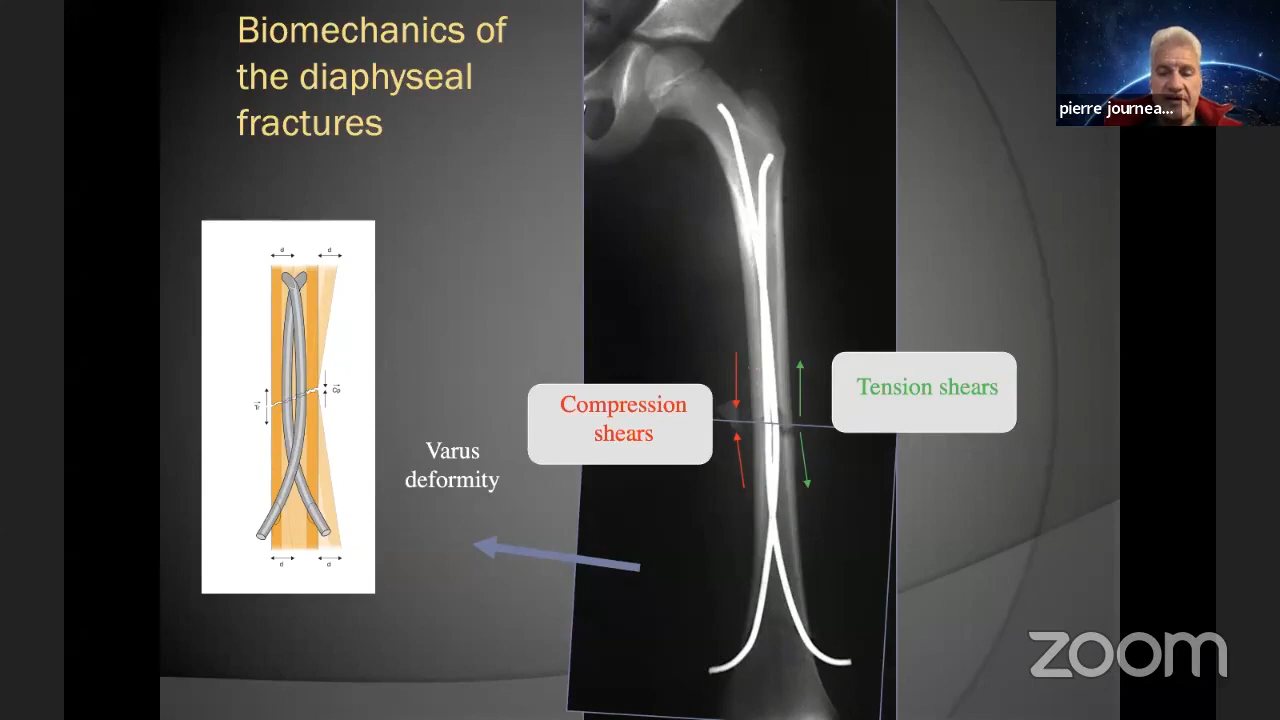 Biomechanics of
the diaphyseal
fractures
pierre journea...
Tension shears
Compression
shears
Varus
deformity
d
d
d
d
zoom